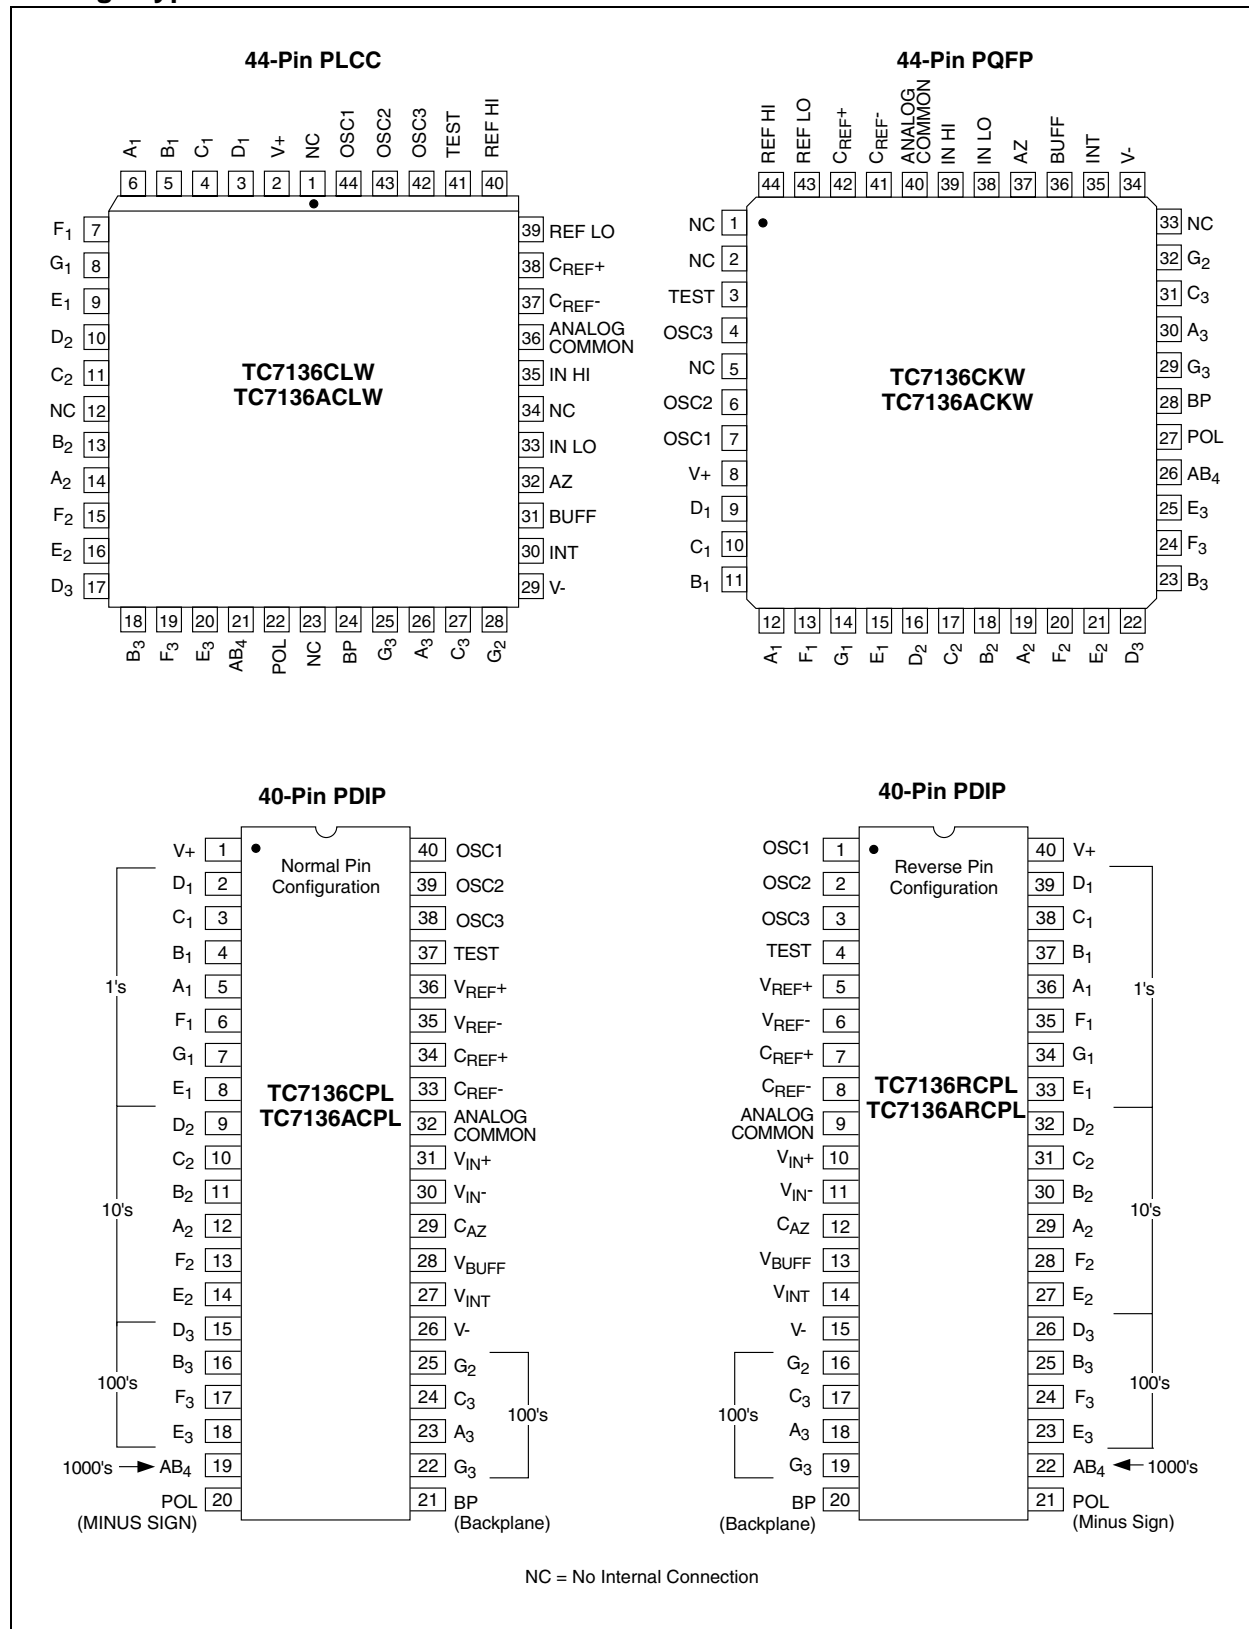 44-Pin PLCC
A1 B1 C1 D1 V+ NC OSC1 OSC2 OSC3 TEST REF HI
6 5 4 3 2 1 44 43 42 41 40
F1 7 39 REF LO
G1 8 38 CREF+
E1 9 37 CREF-
D2 10 36 ANALOG COMMON
C2 11 35 IN HI
NC 12 34 NC
B2 13 33 IN LO
A2 14 32 AZ
F2 15 31 BUFF
E2 16 30 INT
D3 17 29 V-
TC7136CLW
TC7136ACLW
18 19 20 21 22 23 24 25 26 27 28
B3 F3 E3 AB4 POL NC BP G3 A3 C3 G2
44-Pin PQFP
REF HI REF LO CREF+ CREF- ANALOG COMMON IN HI IN LO AZ BUFF INT V-
44 43 42 41 40 39 38 37 36 35 34
NC 1 33 NC
NC 2 32 G2
TEST 3 31 C3
OSC3 4 30 A3
NC 5 29 G3
OSC2 6 28 BP
OSC1 7 27 POL
V+ 8 26 AB4
D1 9 25 E3
C1 10 24 F3
B1 11 23 B3
TC7136CKW
TC7136ACKW
12 13 14 15 16 17 18 19 20 21 22
A1 F1 G1 E1 D2 C2 B2 A2 F2 E2 D3
40-Pin PDIP
Normal Pin
Configuration
V+ 1 40 OSC1
D1 2 39 OSC2
C1 3 38 OSC3
B1 4 37 TEST
1's A1 5 36 VREF+
F1 6 35 VREF-
G1 7 34 CREF+
E1 8 33 CREF-
TC7136CPL
TC7136ACPL
D2 9 32 ANALOG COMMON
C2 10 31 VIN+
B2 11 30 VIN-
10's A2 12 29 CAZ
F2 13 28 VBUFF
E2 14 27 VINT
D3 15 26 V-
B3 16 25 G2
100's F3 17 24 C3 100's
E3 18 23 A3
1000's AB4 19 22 G3
POL 20 21 BP
(MINUS SIGN) (Backplane)
40-Pin PDIP
Reverse Pin
Configuration
OSC1 1 40 V+
OSC2 2 39 D1
OSC3 3 38 C1
TEST 4 37 B1
VREF+ 5 36 A1 1's
VREF- 6 35 F1
CREF+ 7 34 G1
CREF- 8 33 E1
TC7136RCPL
TC7136ARCPL
ANALOG COMMON 9 32 D2
VIN+ 10 31 C2
VIN- 11 30 B2
CAZ 12 29 A2 10's
VBUFF 13 28 F2
VINT 14 27 E2
V- 15 26 D3
G2 16 25 B3
100's C3 17 24 F3 100's
A3 18 23 E3
G3 19 22 AB4 1000's
BP 20 21 POL
(Backplane) (Minus Sign)
NC = No Internal Connection